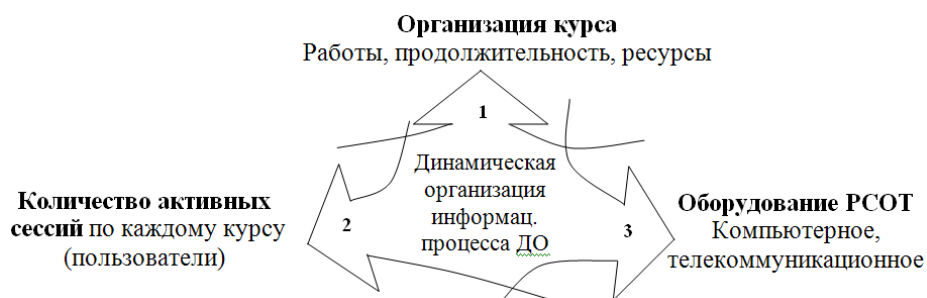 Организация курса
Работы, продолжительность, ресурсы
1
Динамическая
организация
информац.
процесса ДО
Количество активных
сессий по каждому курсу
(пользователи)
2
3
Оборудование РСОТ
Компьютерное,
телекоммуникационное